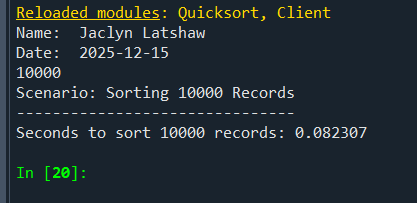 Reloaded modules: Quicksort, Client
Name:  Jaclyn Latshaw
Date:  2025-12-15
10000
Scenario: Sorting 10000 Records
-------------------------------
Seconds to sort 10000 records: 0.082307
In [20]: